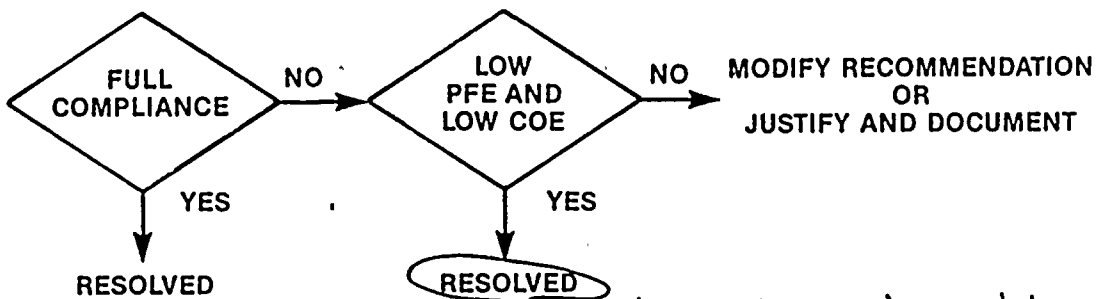 FULL
COMPLIANCE
NO
LOW
PFE AND
LOW COE
NO
MODIFY RECOMMENDATION
OR
JUSTIFY AND DOCUMENT
YES
YES
RESOLVED
RESOLVED